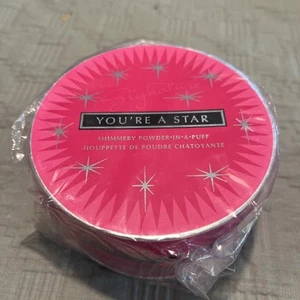 YOU'RE A STAR
SHIMMERY POWDER•IN•A•PUFF
HOUPPETTE DE POUDRE CHATOYANTE